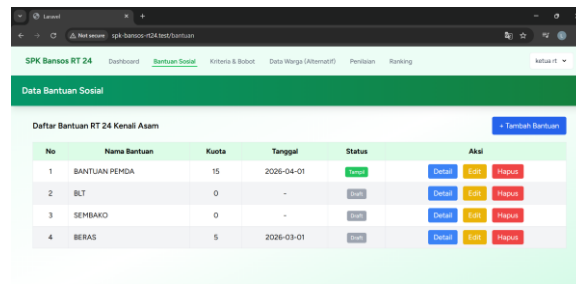 Laravel
Not secure spk-bansos-rt24.test/bantuan
SPK Bansos RT 24 Dashboard Bantuan Sosial Kriteria & Bobot Data Warga (Alternatif) Penilaian Ranking ketua rt
Data Bantuan Sosial
Daftar Bantuan RT 24 Kenali Asam + Tambah Bantuan
No Nama Bantuan Kuota Tanggal Status Aksi
1 BANTUAN PEMDA 15 2026-04-01 Tampil Detail Edit Hapus
2 BLT 0 - Draft Detail Edit Hapus
3 SEMBAKO 0 - Draft Detail Edit Hapus
4 BERAS 5 2026-03-01 Draft Detail Edit Hapus